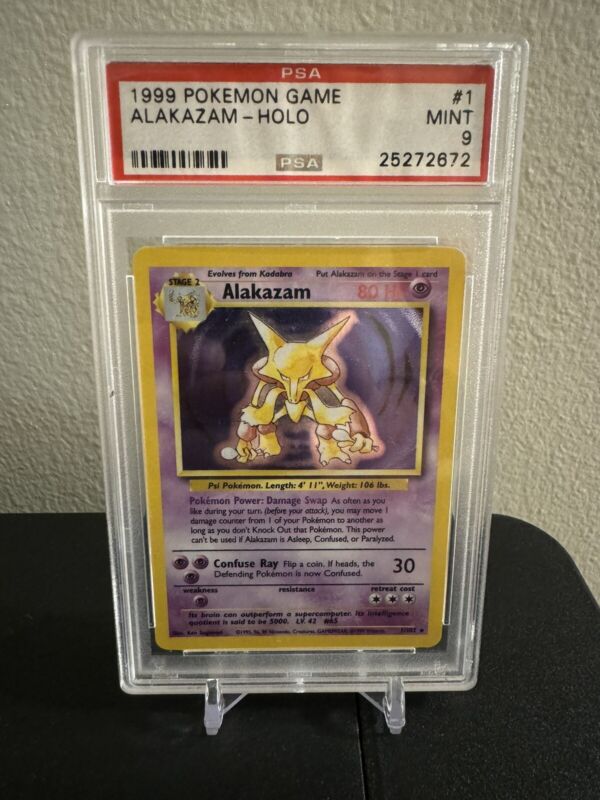 PSA
1999 POKEMON GAME #1
ALAKAZAM - HOLO MINT
9
PSA 25272672
Evolves from Kadabra Put Alakazam on the Stage 1 card
STAGE 2
Alakazam 80 HP
Psi Pokémon. Length: 4' 11", Weight: 106 lbs.
Pokémon Power: Damage Swap As often as you
like during your turn (before your attack), you may move 1
damage counter from 1 of your Pokémon to another as
long as you don't Knock Out that Pokémon. This power
can't be used if Alakazam is Asleep, Confused, or Paralyzed.
Confuse Ray Flip a coin. If heads, the 30
Defending Pokémon is now Confused.
weakness resistance retreat cost
Its brain can outperform a supercomputer. Its intelligence
quotient is said to be 5000. LV. 42 #65
Illus. Ken Sugimori 1/102